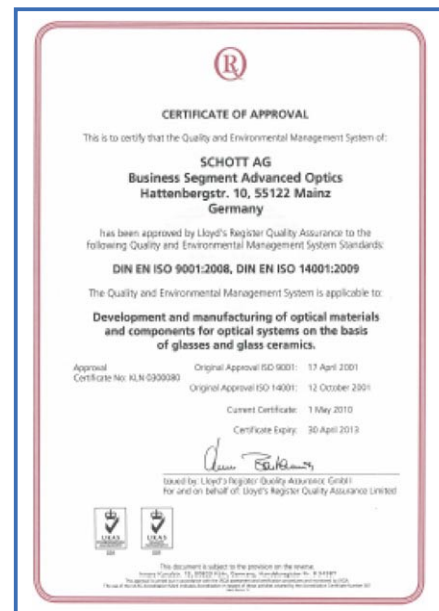 R
CERTIFICATE OF APPROVAL
This is to certify that the Quality and Environmental Management System of:
SCHOTT AG
Business Segment Advanced Optics
Hattenbergstr. 10, 55122 Mainz
Germany
has been approved by Lloyd's Register Quality Assurance to the
following Quality and Environmental Management System Standards:
DIN EN ISO 9001:2008, DIN EN ISO 14001:2009
The Quality and Environmental Management System is applicable to:
Development and manufacturing of optical materials
and components for optical systems on the basis
of glasses and glass ceramics.
Approval
Certificate No: KLN 0300080
Original Approval ISO 9001: 17 April 2001
Original Approval ISO 14001: 12 October 2001
Current Certificate: 1 May 2010
Certificate Expiry: 30 April 2013
Issued by: Lloyd's Register Quality Assurance GmbH
For and on behalf of: Lloyd's Register Quality Assurance Limited
UKAS UKAS
This document is subject to the provision on the reverse